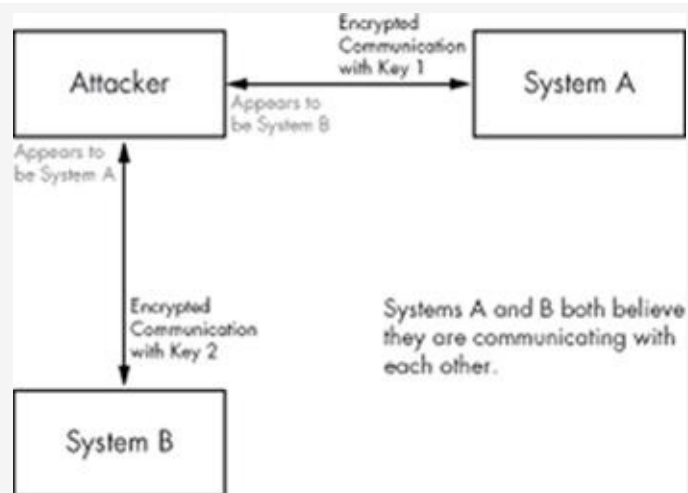 Encrypted
Communication
with Key 1
Attacker
System A
Appears to
be System B
Appears to
be System A
Encrypted
Communication
with Key 2
Systems A and B both believe
they are communicating with
each other.
System B